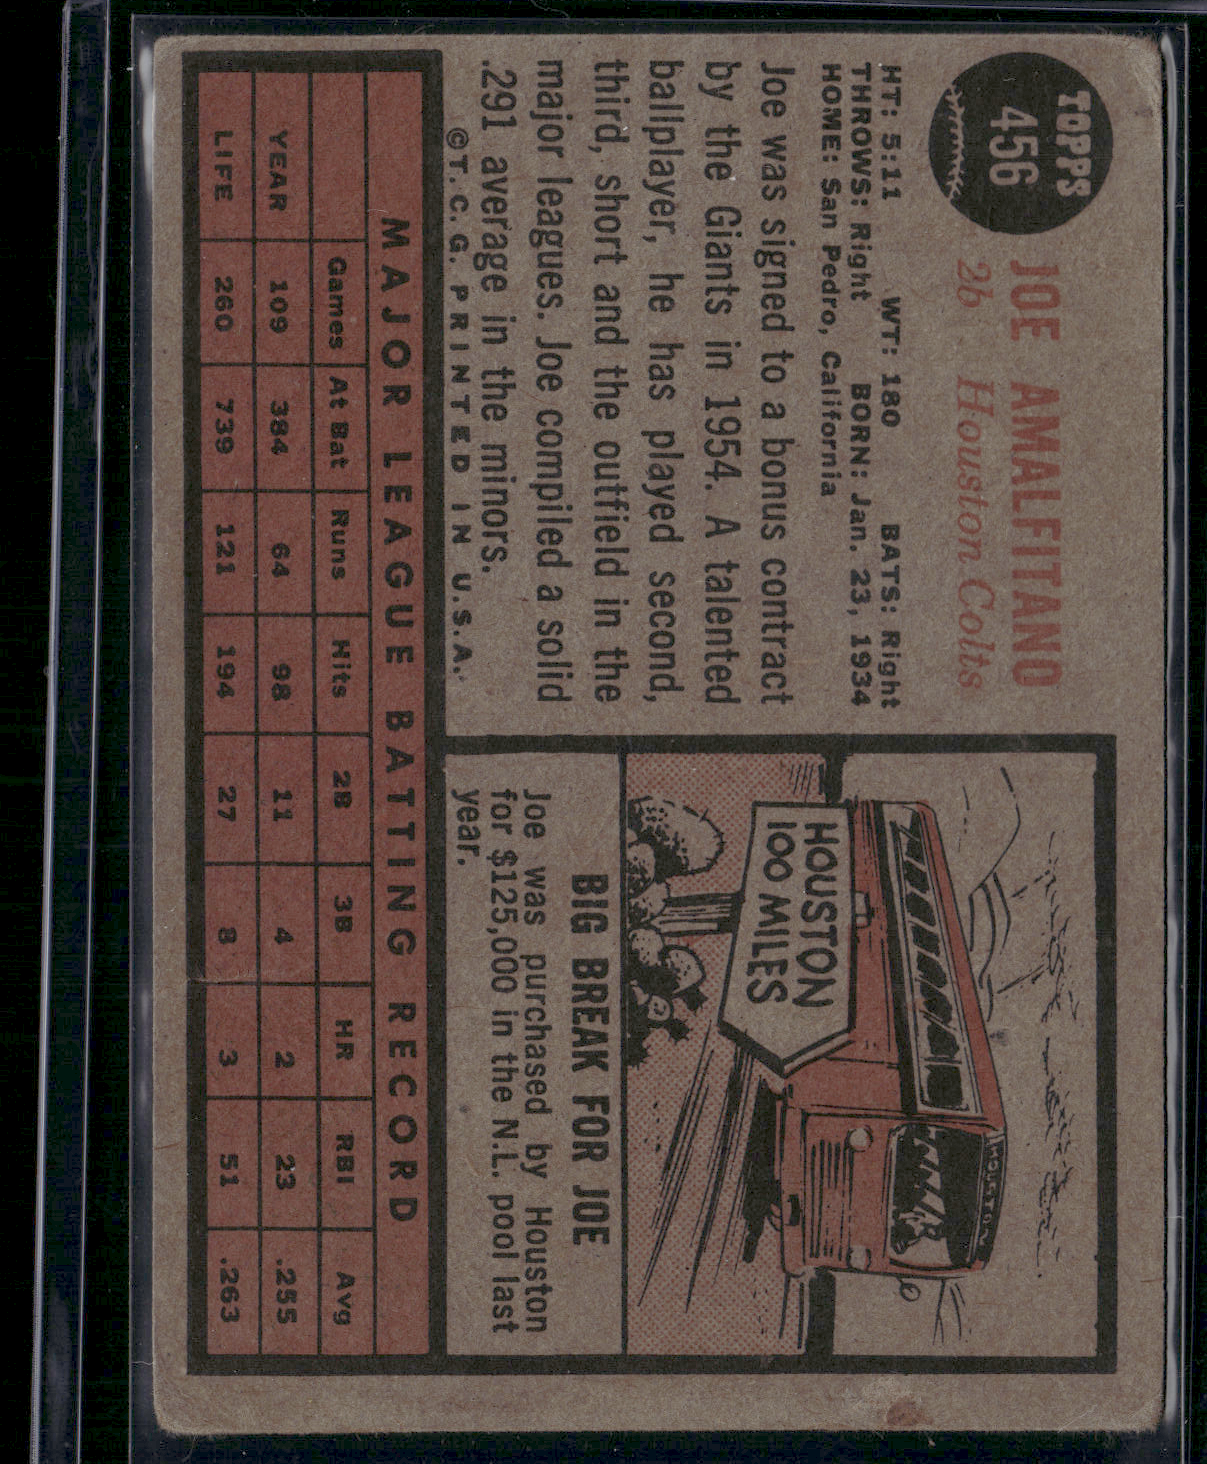 TOPPS
456
JOE AMALFITANO
2b Houston Colts
HT: 5:11 WT: 180 BATS: Right
THROWS: Right BORN: Jan. 23, 1934
HOME: San Pedro, California
Joe was signed to a bonus contract
by the Giants in 1954. A talented
ballplayer, he has played second,
third, short and the outfield in the
major leagues. Joe compiled a solid
.291 average in the minors.
©T.C.G. PRINTED IN U.S.A.
HOUSTON
HOUSTON
100 MILES
BIG BREAK FOR JOE
Joe was purchased by Houston
for $125,000 in the N.L. pool last
year.
MAJOR LEAGUE BATTING RECORD
Games At Bat Runs Hits 2B 3B HR RBI Avg
YEAR 109 384 64 98 11 4 2 23 .255
LIFE 260 739 121 194 27 8 3 51 .263